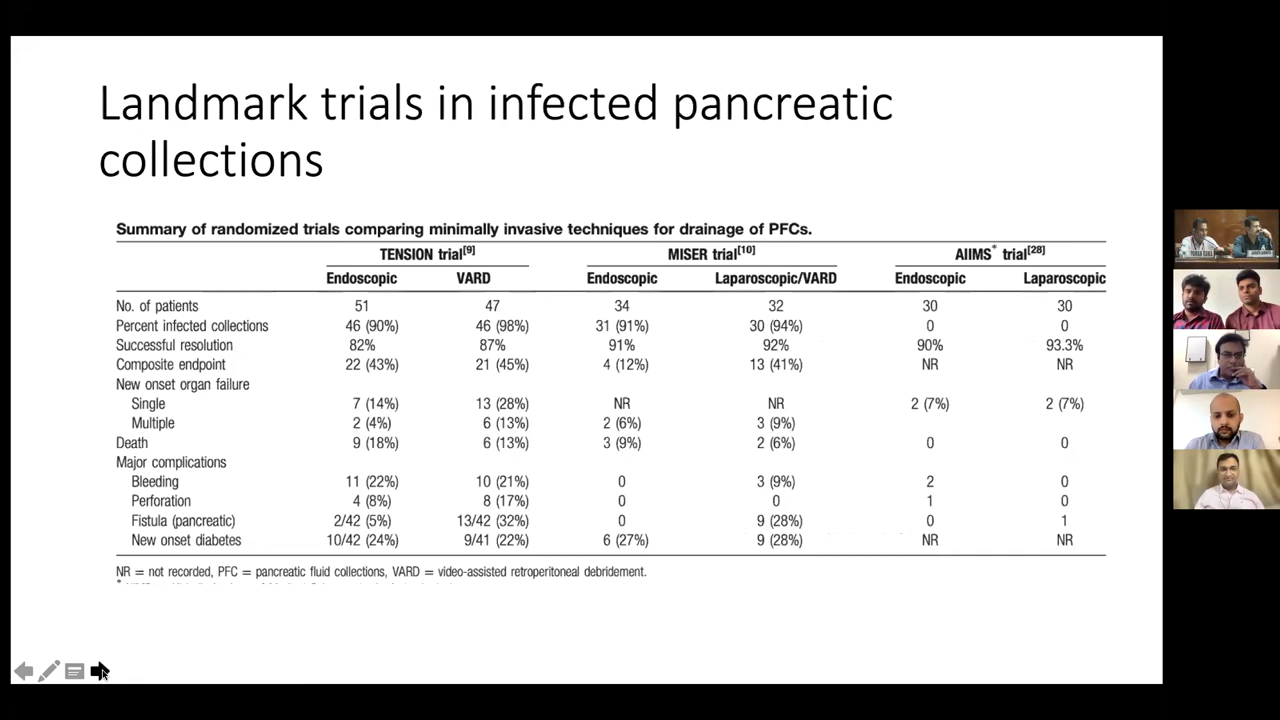 Landmark trials in infected pancreatic
collections
Summary of randomized trials comparing minimally invasive techniques for drainage of PFCs.
TENSION trial[9] MISER trial[10] AIIMS* trial[28]
Endoscopic VARD Endoscopic Laparoscopic/VARD Endoscopic Laparoscopic
No. of patients 51 47 34 32 30 30
Percent infected collections 46 (90%) 46 (98%) 31 (91%) 30 (94%) 0 0
Successful resolution 82% 87% 91% 92% 90% 93.3%
Composite endpoint 22 (43%) 21 (45%) 4 (12%) 13 (41%) NR NR
New onset organ failure
Single 7 (14%) 13 (28%) NR NR 2 (7%) 2 (7%)
Multiple 2 (4%) 6 (13%) 2 (6%) 3 (9%)
Death 9 (18%) 6 (13%) 3 (9%) 2 (6%) 0 0
Major complications
Bleeding 11 (22%) 10 (21%) 0 3 (9%) 2 0
Perforation 4 (8%) 8 (17%) 0 0 1 0
Fistula (pancreatic) 2/42 (5%) 13/42 (32%) 0 9 (28%) 0 1
New onset diabetes 10/42 (24%) 9/41 (22%) 6 (27%) 9 (28%) NR NR
NR = not recorded, PFC = pancreatic fluid collections, VARD = video-assisted retroperitoneal debridement.